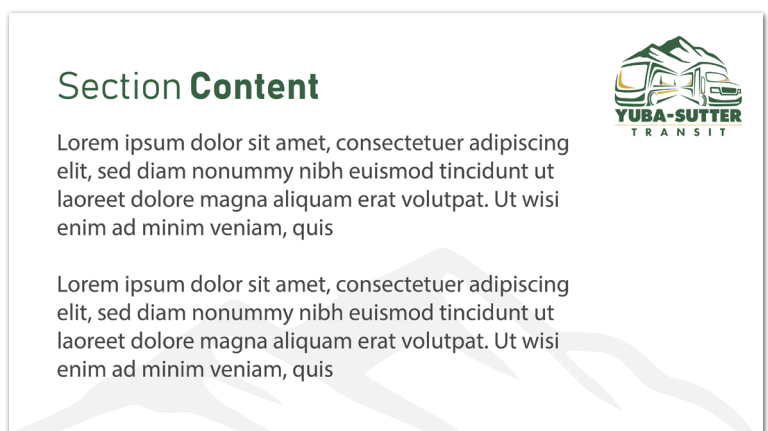 Section Content
YUBA-SUTTER
TRANSIT
Lorem ipsum dolor sit amet, consectetuer adipiscing
elit, sed diam nonummy nibh euismod tincidunt ut
laoreet dolore magna aliquam erat volutpat. Ut wisi
enim ad minim veniam, quis
Lorem ipsum dolor sit amet, consectetuer adipiscing
elit, sed diam nonummy nibh euismod tincidunt ut
laoreet dolore magna aliquam erat volutpat. Ut wisi
enim ad minim veniam, quis